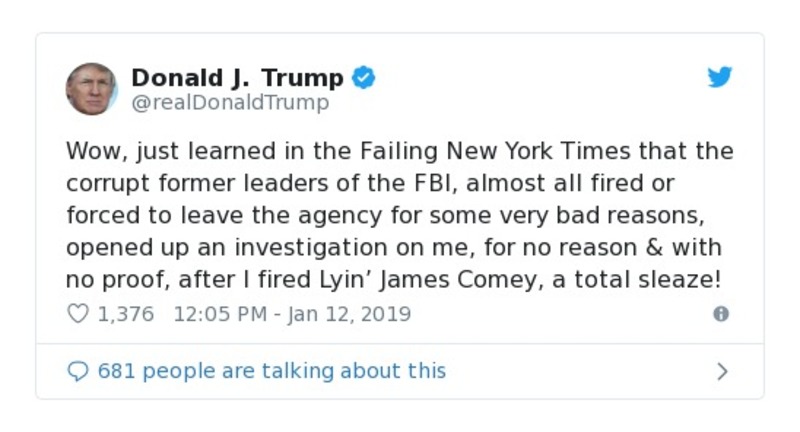 Donald J. Trump
@realDonaldTrump
Wow, just learned in the Failing New York Times that the
corrupt former leaders of the FBI, almost all fired or
forced to leave the agency for some very bad reasons,
opened up an investigation on me, for no reason & with
no proof, after I fired Lyin’ James Comey, a total sleaze!
1,376 12:05 PM - Jan 12, 2019
681 people are talking about this